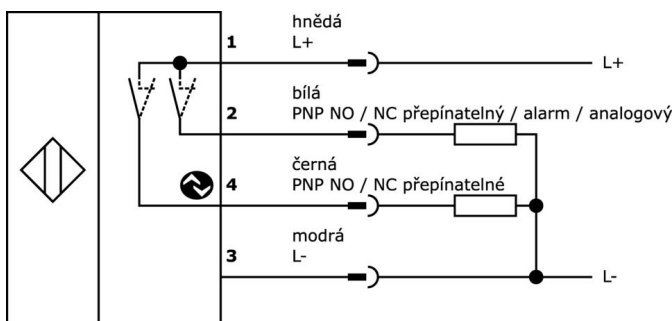 hnědá
1 L+ L+
bílá
2 PNP NO / NC přepínatelný / alarm / analogový
černá
4 PNP NO / NC přepínatelné
modrá
3 L- L-